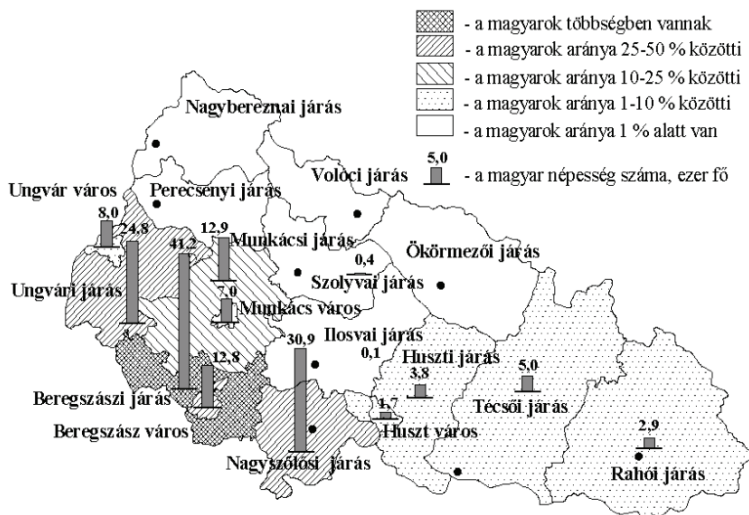 - a magyarok többségben vannak
- a magyarok aránya 25-50 % közötti
- a magyarok aránya 10-25 % közötti
- a magyarok aránya 1-10 % közötti
- a magyarok aránya 1 % alatt van
5,0
- a magyar népesség száma, ezer fő
Nagybereznai járás
Volóci járás
Ungvár város
Perecsenyi járás
8,0
24,8
41,2
12,9
Munkácsi járás
Ökörmezői járás
0,4
Szolyvai járás
Ungvári járás
7,0
Munkács város
30,9
Ilosvai járás
0,1
Huszti járás
12,8
3,8
5,0
Beregszászi járás
1,7
Técsői járás
Beregszász város
Huszt város
2,9
Nagyszőlősi járás
Rahói járás